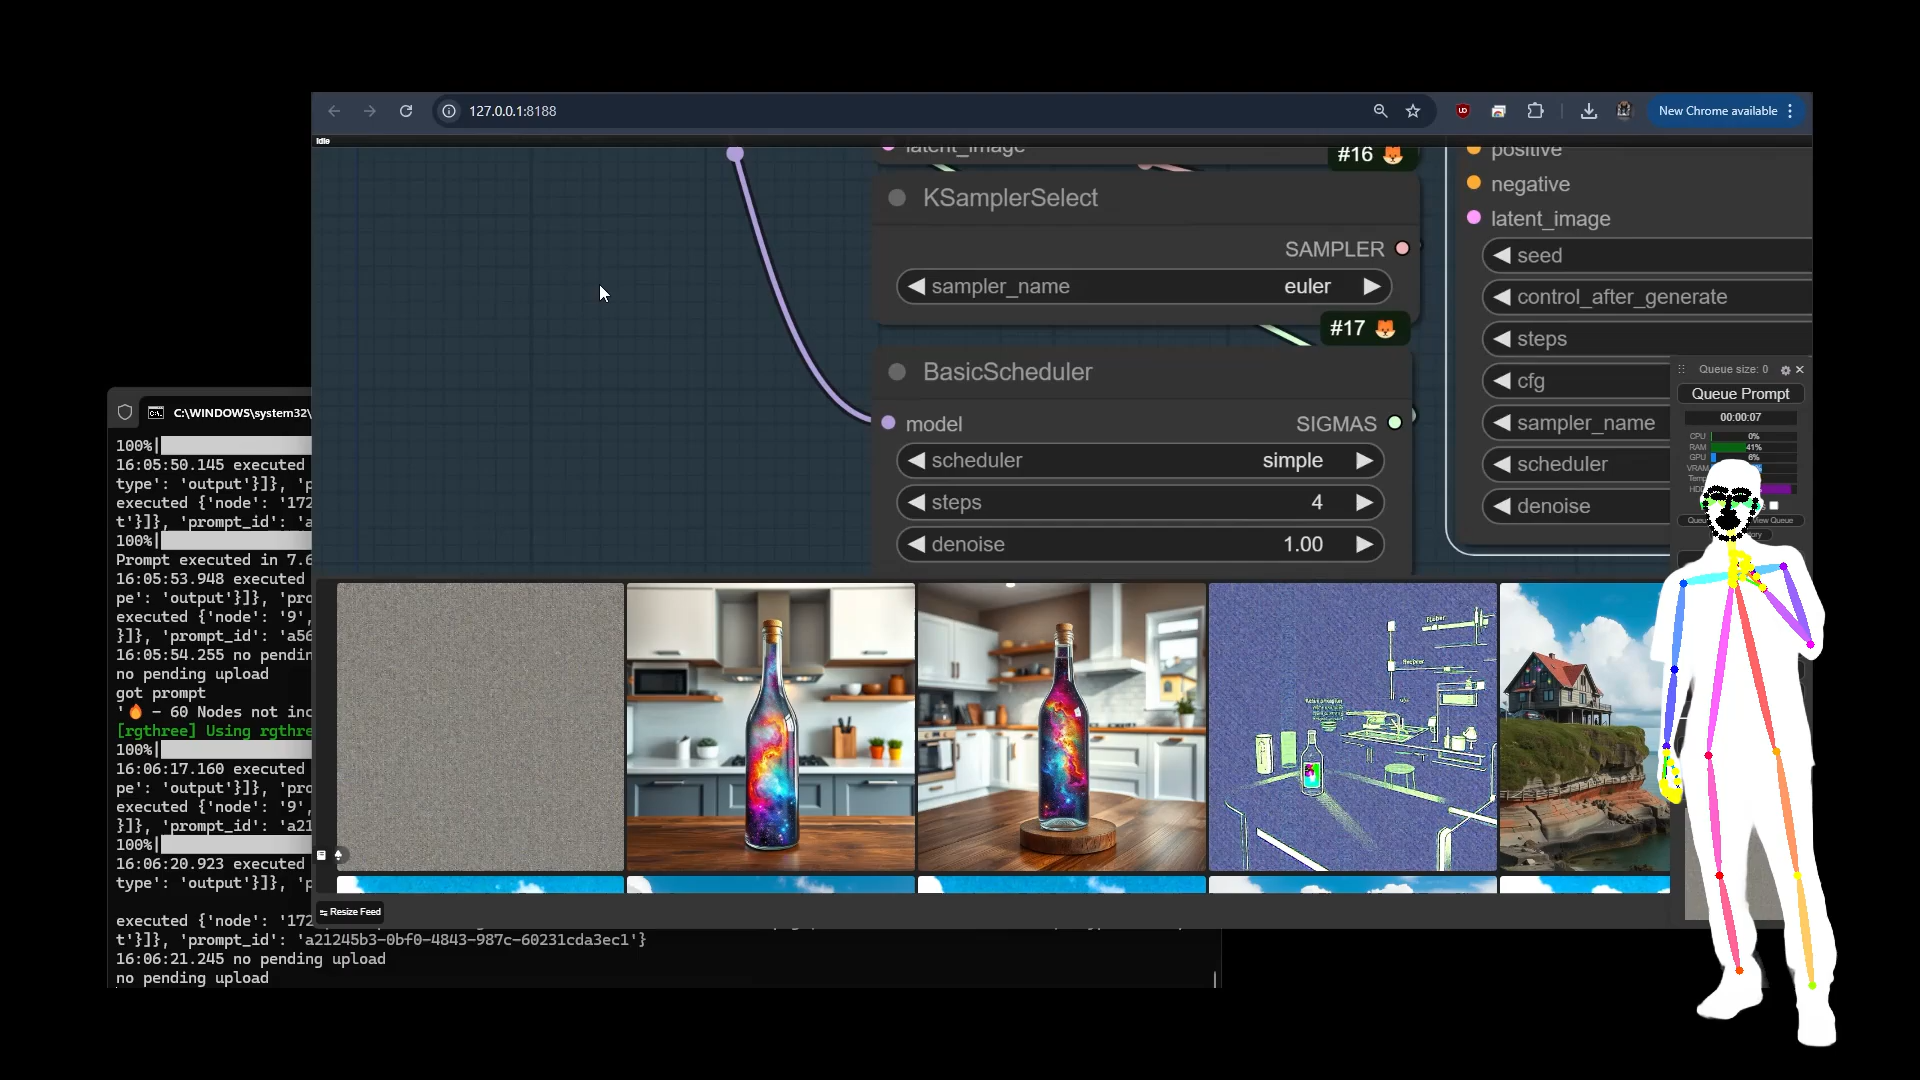 127.0.0.1:8188
New Chrome available
Idle
latent_image
#16
KSamplerSelect
SAMPLER
sampler_name euler
#17
BasicScheduler
model SIGMAS
scheduler simple
steps 4
denoise 1.00
positive
negative
latent_image
seed
control_after_generate
steps
cfg
sampler_name
scheduler
denoise
Queue size: 0
Queue Prompt
00:00:07
CPU 0%
RAM 41%
GPU 6%
VRAM
View Queue
Resize Feed
C:\WINDOWS\system32\
100%|
16:05:50.145 executed
type': 'output'}]}, 'p
executed {'node': '172
t'}]}, 'prompt_id': 'a
100%|
Prompt executed in 7.6
16:05:53.948 executed
pe': 'output'}]}, 'pro
executed {'node': '9',
}]}, 'prompt_id': 'a56
16:05:54.255 no pendin
no pending upload
got prompt
'🔥 - 60 Nodes not inc
[rgthree] Using rgthre
100%|
16:06:17.160 executed
pe': 'output'}]}, 'pro
executed {'node': '9',
}]}, 'prompt_id': 'a21
100%|
16:06:20.923 executed
type': 'output'}]}, 'p
executed {'node': '172
t'}]}, 'prompt_id': 'a21245b3-0bf0-4843-987c-60231cda3ec1'}
16:06:21.245 no pending upload
no pending upload